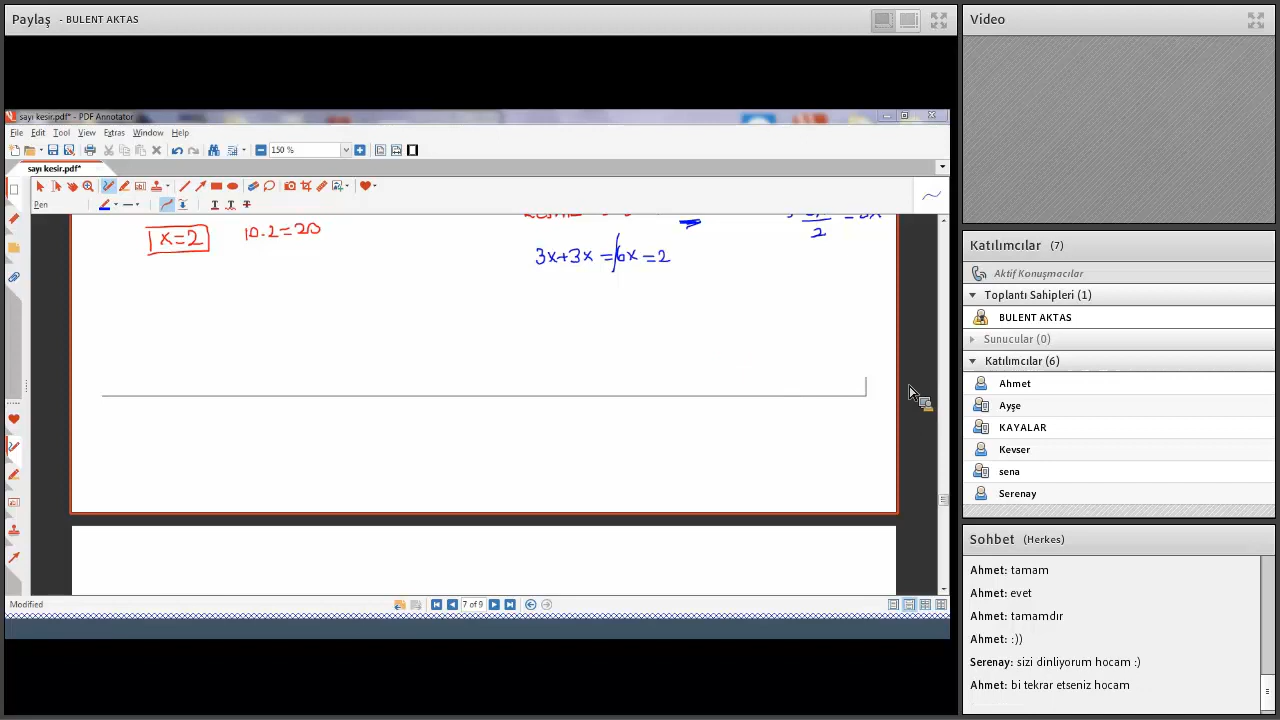 Paylaş - BULENT AKTAS
sayı kesir.pdf* - PDF Annotator
File Edit Tool View Extras Window Help
150 %
sayı kesir.pdf*
Pen
x=2
10.2=20
3x+3x = 6x = 2
2
Modified
7 of 9
Video
Katılımcılar (7)
Aktif Konuşmacılar
Toplantı Sahipleri (1)
BULENT AKTAS
Sunucular (0)
Katılımcılar (6)
Ahmet
Ayşe
KAYALAR
Kevser
sena
Serenay
Sohbet (Herkes)
Ahmet: tamam
Ahmet: evet
Ahmet: tamamdır
Ahmet: :))
Serenay: sizi dinliyorum hocam :)
Ahmet: bi tekrar etseniz hocam